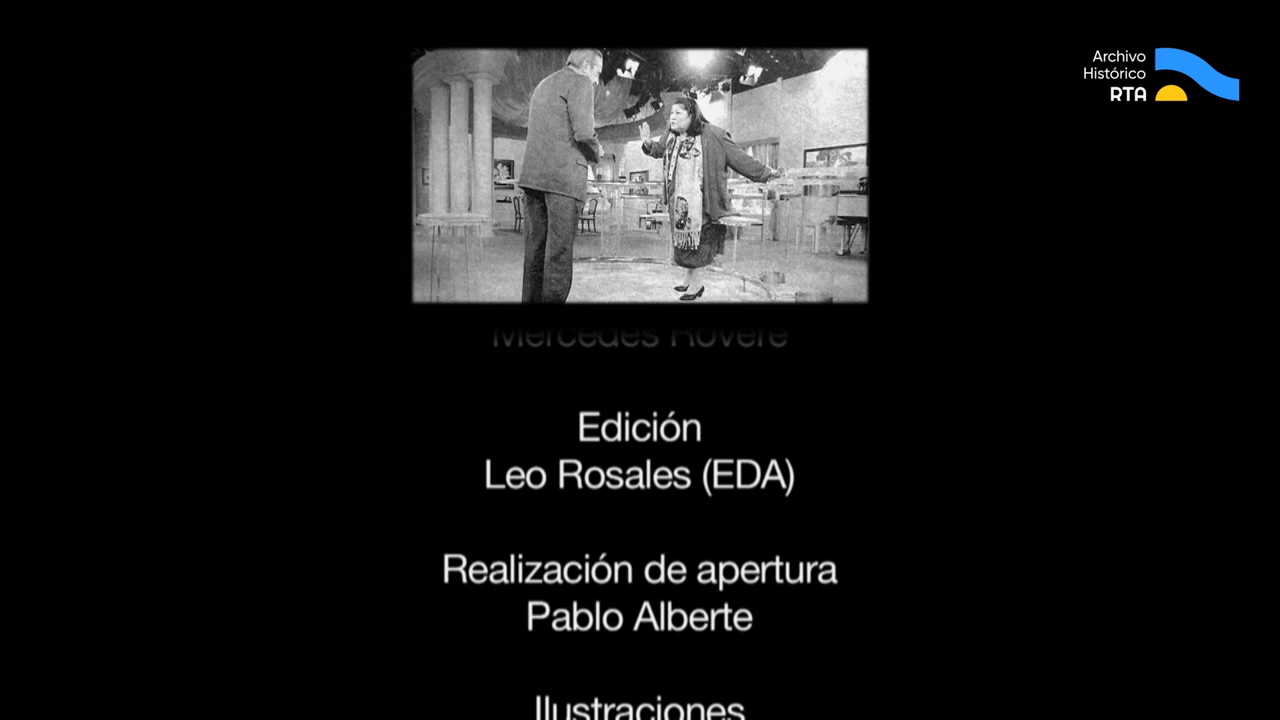 Archivo
Histórico
RTA
Mercedes Rovere
Edición
Leo Rosales (EDA)
Realización de apertura
Pablo Alberte
Ilustraciones